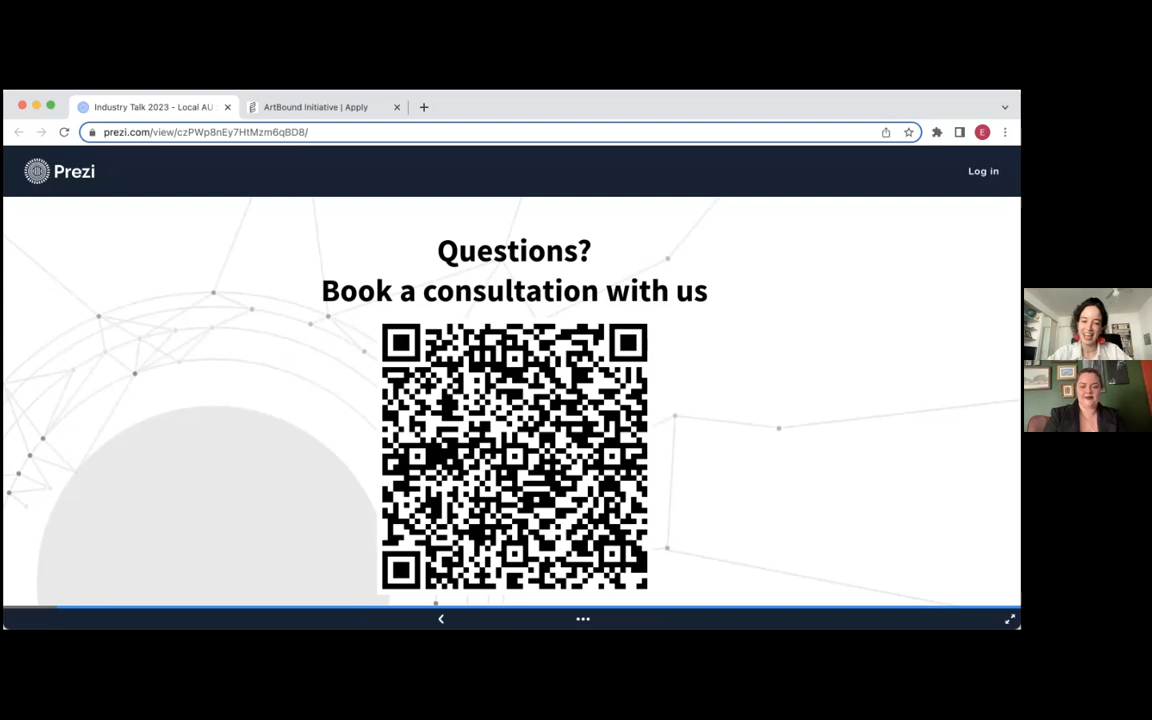 Industry Talk 2023 - Local AU
ArtBound Initiative | Apply
prezi.com/view/czPWp8nEy7HtMzm6qBD8/
E
Prezi
Log in
Questions?
Book a consultation with us